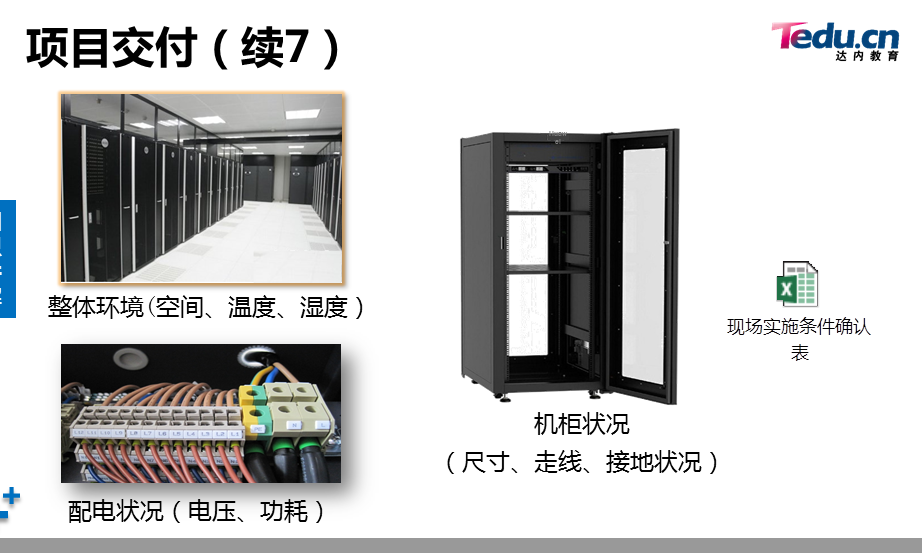 项目交付（续7）
Tedu.cn
达内教育
整体环境(空间、温度、湿度）
现场实施条件确认
表
机柜状况
（尺寸、走线、接地状况）
配电状况（电压、功耗）